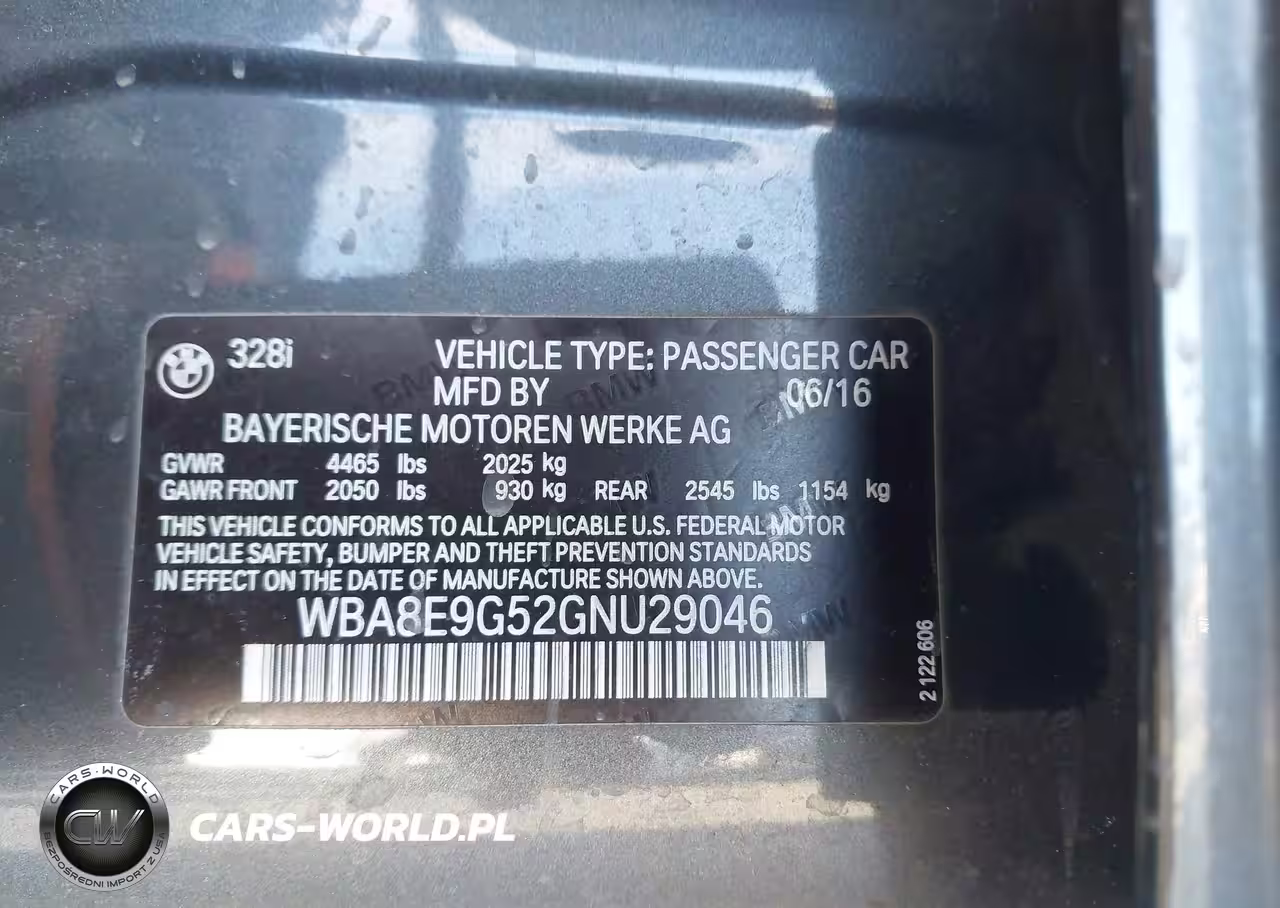 328i VEHICLE TYPE: PASSENGER CAR
MFD BY 06/16
BAYERISCHE MOTOREN WERKE AG
GVWR 4465 lbs 2025 kg
GAWR FRONT 2050 lbs 930 kg REAR 2545 lbs 1154 kg
THIS VEHICLE CONFORMS TO ALL APPLICABLE U.S. FEDERAL MOTOR
VEHICLE SAFETY, BUMPER AND THEFT PREVENTION STANDARDS
IN EFFECT ON THE DATE OF MANUFACTURE SHOWN ABOVE.
WBA8E9G52GNU29046
2 122 606
CARS-WORLD
CW
BEZPOŚREDNI IMPORT Z USA
CARS-WORLD.PL